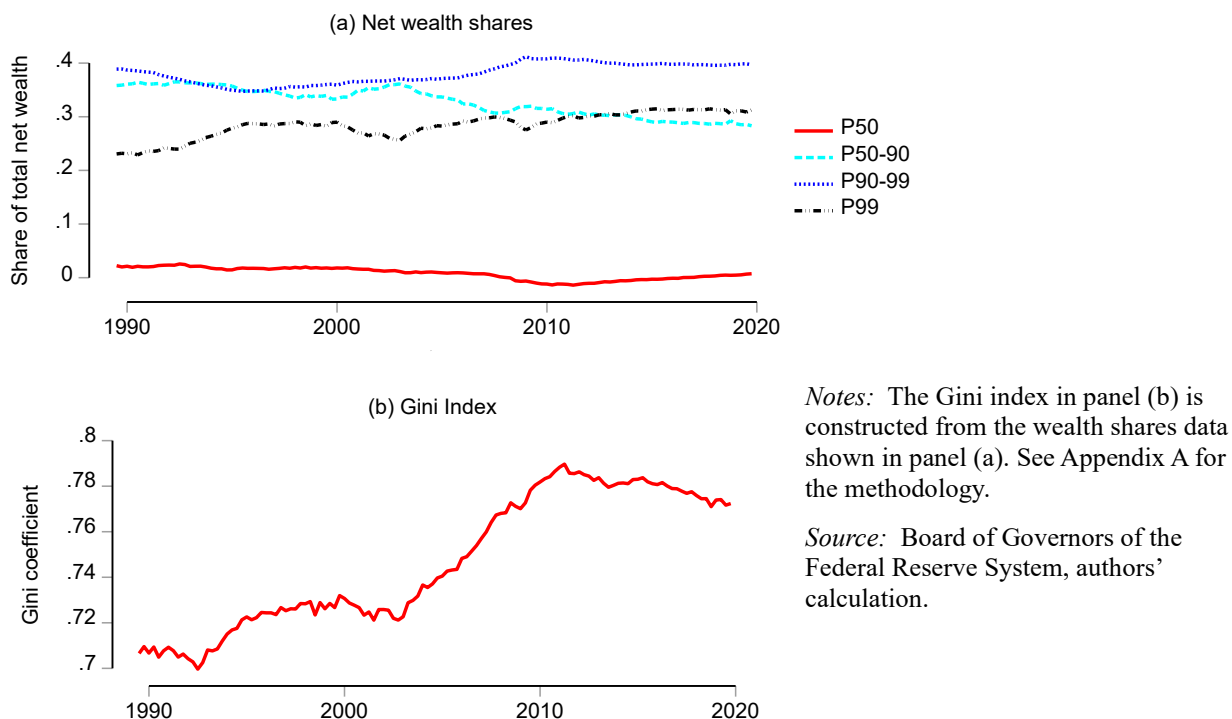 (a) Net wealth shares
Share of total net wealth
.4
.3
.2
.1
0
1990 2000 2010 2020
P50
P50-90
P90-99
P99
(b) Gini Index
Gini coefficient
.8
.78
.76
.74
.72
.7
1990 2000 2010 2020
Notes: The Gini index in panel (b) is
constructed from the wealth shares data
shown in panel (a). See Appendix A for
the methodology.
Source: Board of Governors of the
Federal Reserve System, authors’
calculation.